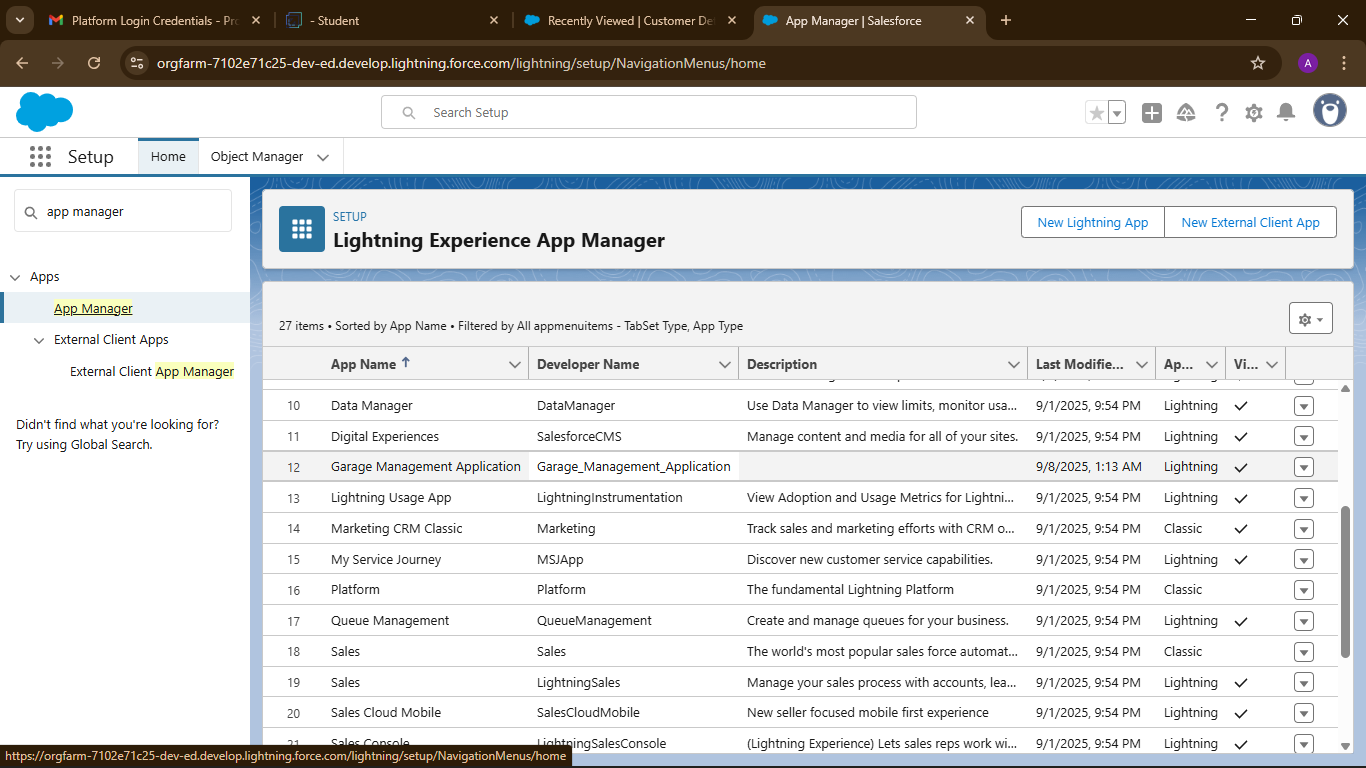 Platform Login Credentials - Pro
- Student
Recently Viewed | Customer De
App Manager | Salesforce
orgfarm-7102e71c25-dev-ed.develop.lightning.force.com/lightning/setup/NavigationMenus/home
A
Search Setup
Setup
Home
Object Manager
app manager
Apps
App Manager
External Client Apps
External Client App Manager
Didn't find what you're looking for?
Try using Global Search.
SETUP
Lightning Experience App Manager
New Lightning App
New External Client App
27 items • Sorted by App Name • Filtered by All appmenuitems - TabSet Type, App Type
App Name Developer Name Description Last Modifie... Ap... Vi...
10 Data Manager DataManager Use Data Manager to view limits, monitor usa... 9/1/2025, 9:54 PM Lightning
11 Digital Experiences SalesforceCMS Manage content and media for all of your sites. 9/1/2025, 9:54 PM Lightning
12 Garage Management Application Garage_Management_Application 9/8/2025, 1:13 AM Lightning
13 Lightning Usage App LightningInstrumentation View Adoption and Usage Metrics for Lightni... 9/1/2025, 9:54 PM Lightning
14 Marketing CRM Classic Marketing Track sales and marketing efforts with CRM o... 9/1/2025, 9:54 PM Classic
15 My Service Journey MSJApp Discover new customer service capabilities. 9/1/2025, 9:54 PM Lightning
16 Platform Platform The fundamental Lightning Platform 9/1/2025, 9:54 PM Classic
17 Queue Management QueueManagement Create and manage queues for your business. 9/1/2025, 9:54 PM Lightning
18 Sales Sales The world's most popular sales force automat... 9/1/2025, 9:54 PM Classic
19 Sales LightningSales Manage your sales process with accounts, lea... 9/1/2025, 9:54 PM Lightning
20 Sales Cloud Mobile SalesCloudMobile New seller focused mobile first experience 9/1/2025, 9:54 PM Lightning
21 Sales Console LightningSalesConsole (Lightning Experience) Lets sales reps work wi... 9/1/2025, 9:54 PM Lightning
https://orgfarm-7102e71c25-dev-ed.develop.lightning.force.com/lightning/setup/NavigationMenus/home